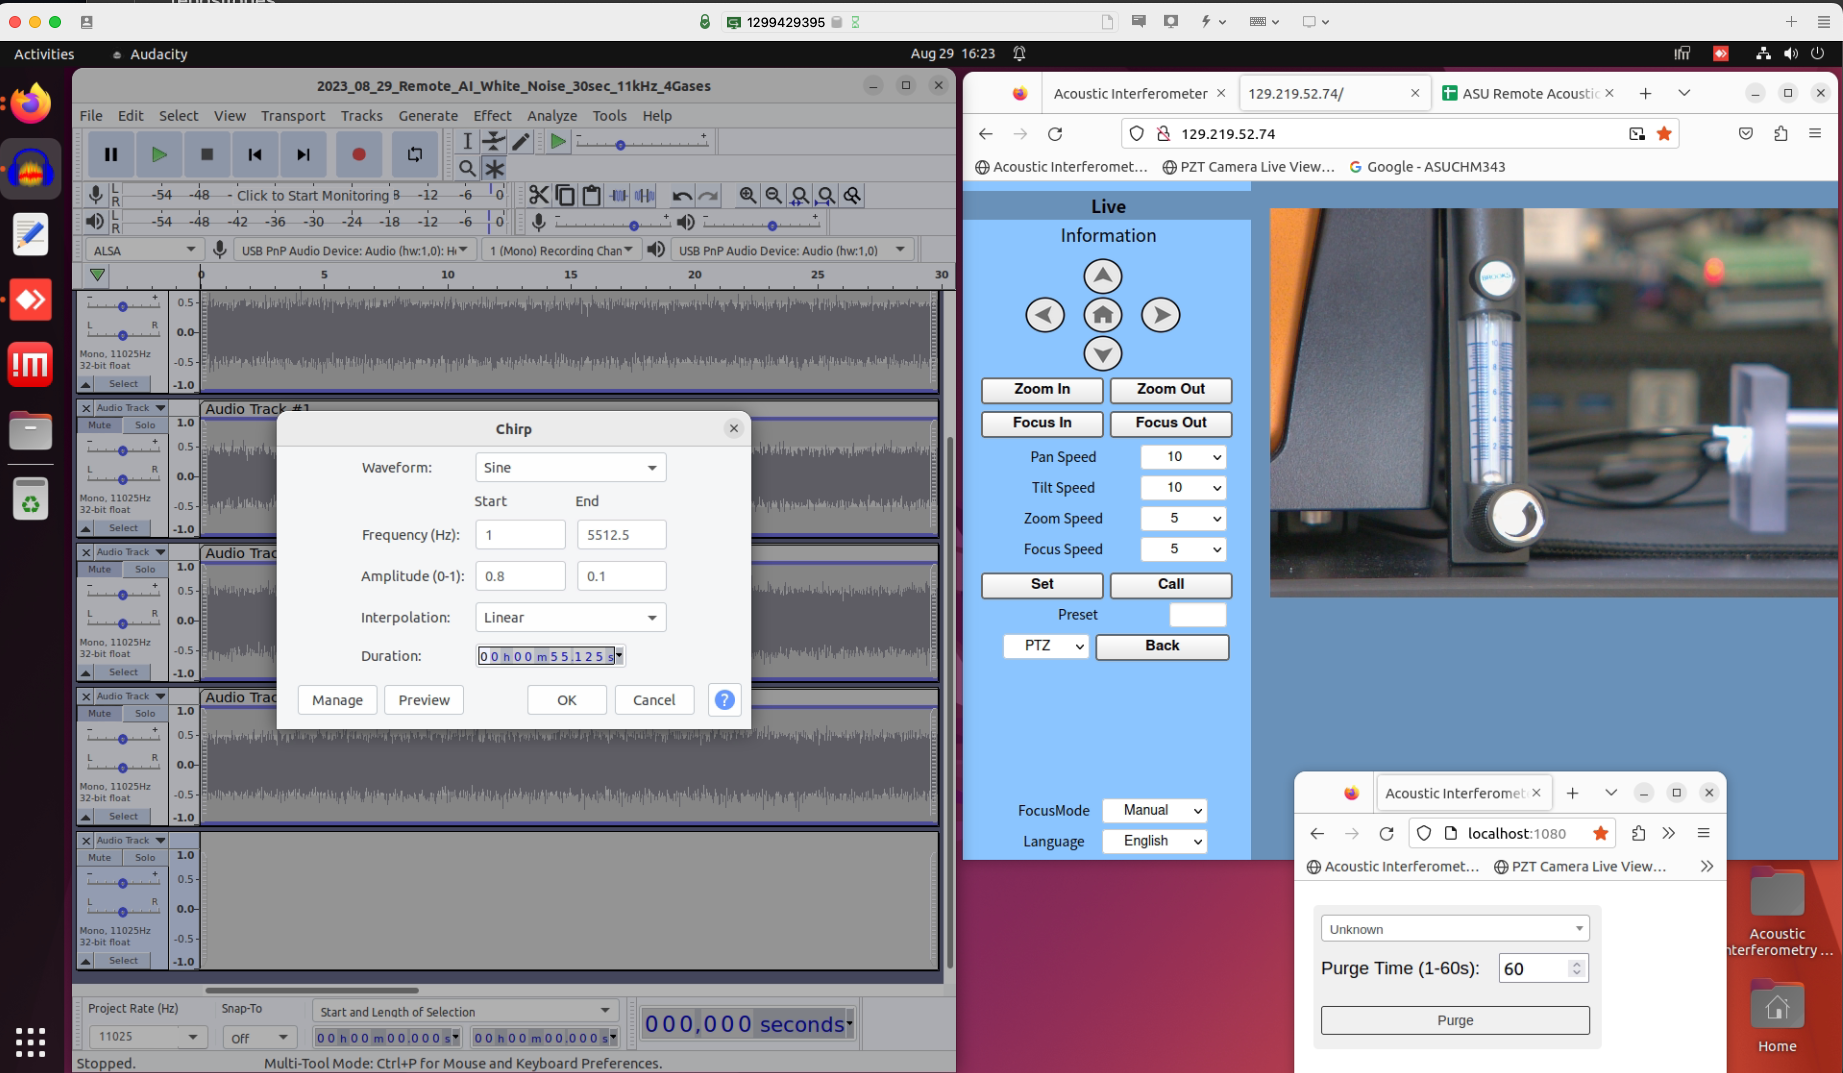 repositories
1299429395
Activities
Audacity
Aug 29 16:23
2023_08_29_Remote_AI_White_Noise_30sec_11kHz_4Gases
File Edit Select View Transport Tracks Generate Effect Analyze Tools Help
L
R
-54 -48 - Click to Start Monitoring 8 -12 -6 0
L
R
-54 -48 -42 -36 -30 -24 -18 -12 -6 0
ALSA
USB PnP Audio Device: Audio (hw:1,0): H
1 (Mono) Recording Chan
USB PnP Audio Device: Audio (hw:1,0)
0 5 10 15 20 25 30
- +
L R
Mono, 11025Hz
32-bit float
Select
0.5
0.0
-0.5
-1.0
Audio Track
Audio Track #1
Mute Solo
- +
L R
Mono, 11025Hz
32-bit float
Select
1.0
0.5
0.0
-0.5
-1.0
Audio Track
Audio Trac
Mute Solo
- +
L R
Mono, 11025Hz
32-bit float
Select
1.0
0.5
0.0
-0.5
-1.0
Audio Track
Audio Trac
Mute Solo
- +
L R
Mono, 11025Hz
32-bit float
Select
1.0
0.5
0.0
-0.5
-1.0
Audio Track
Mute Solo
- +
L R
Mono, 11025Hz
32-bit float
Select
1.0
0.5
0.0
-0.5
-1.0
Chirp
Waveform: Sine
Start End
Frequency (Hz): 1 5512.5
Amplitude (0-1): 0.8 0.1
Interpolation: Linear
Duration: 00h00m55.125s
Manage Preview OK Cancel ?
Project Rate (Hz) Snap-To Start and Length of Selection
11025 Off 00h00m00.000s 00h00m00.000s
000,000 seconds
Stopped. Multi-Tool Mode: Ctrl+P for Mouse and Keyboard Preferences.
Acoustic Interferometer
129.219.52.74/
ASU Remote Acoustic
129.219.52.74
Acoustic Interferomet...
PZT Camera Live View...
Google - ASUCHM343
Live
Information
Zoom In Zoom Out
Focus In Focus Out
Pan Speed 10
Tilt Speed 10
Zoom Speed 5
Focus Speed 5
Set Call
Preset
PTZ Back
FocusMode Manual
Language English
BROOKS
Acoustic Interferomet
localhost:1080
Acoustic Interferomet...
PZT Camera Live View...
Unknown
Purge Time (1-60s): 60
Purge
Acoustic
nterferometry ...
Home